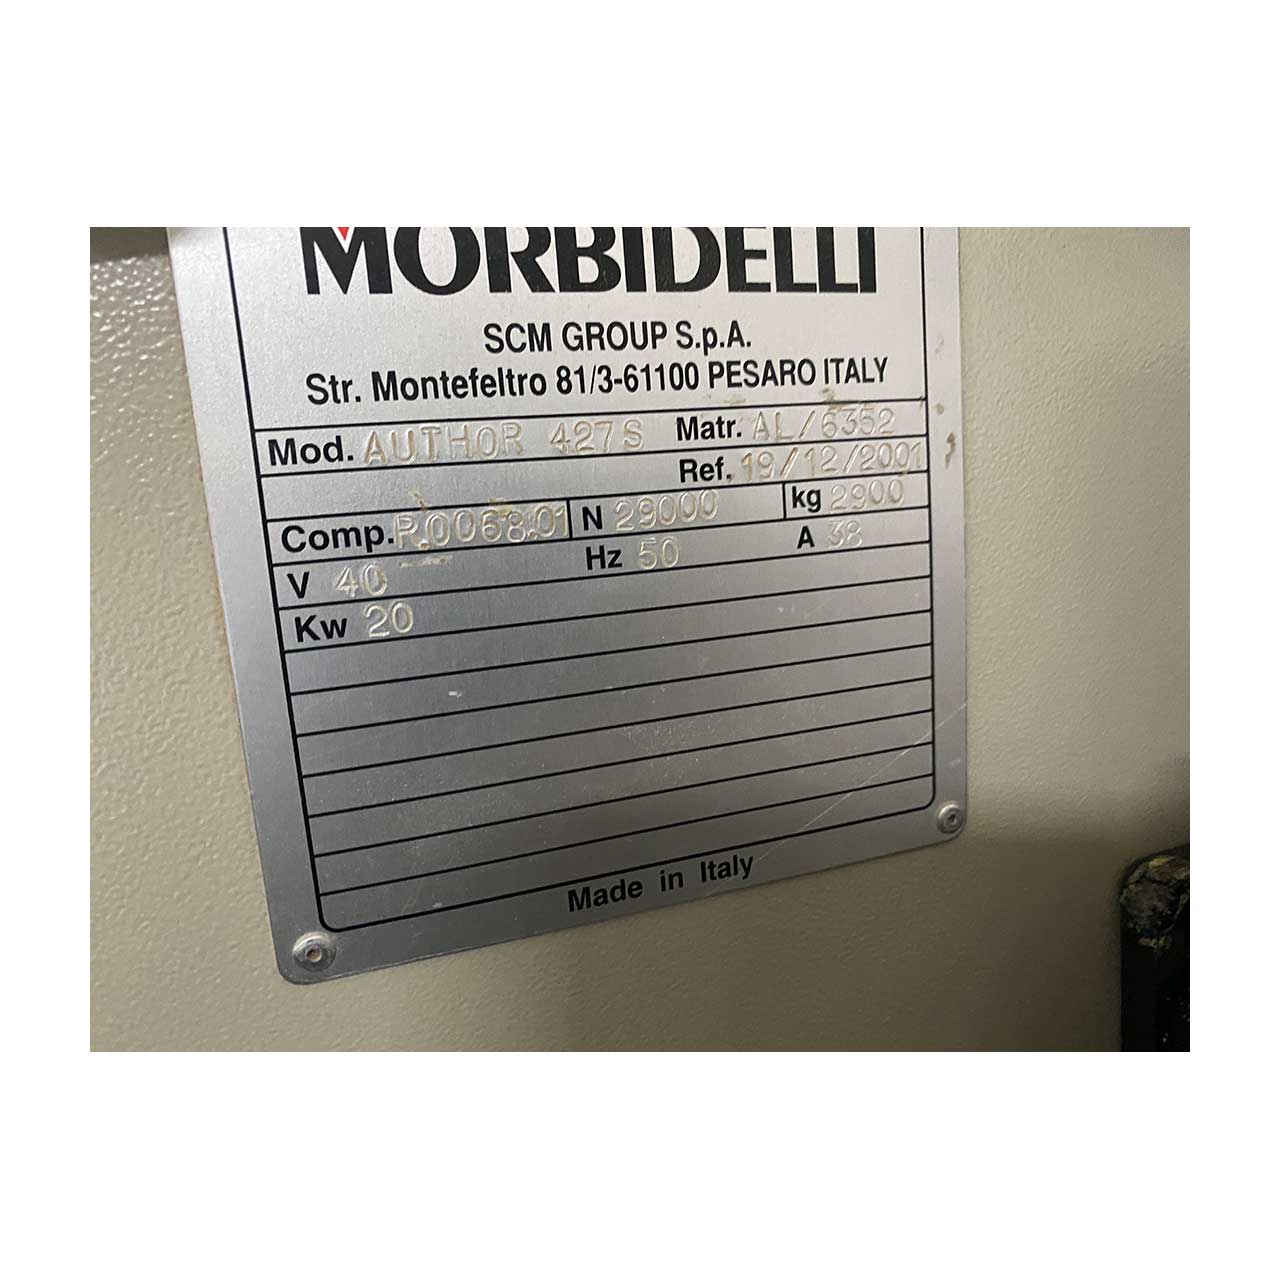 MORBIDELLI
SCM GROUP S.p.A.
Str. Montefeltro 81/3-61100 PESARO ITALY
Mod. AUTHOR 427S Matr. AL/6352
Ref. 19/12/2001
Comp. R.0068.01 N 29000 kg 2900
V 40 Hz 50 A 38
Kw 20
Made in Italy